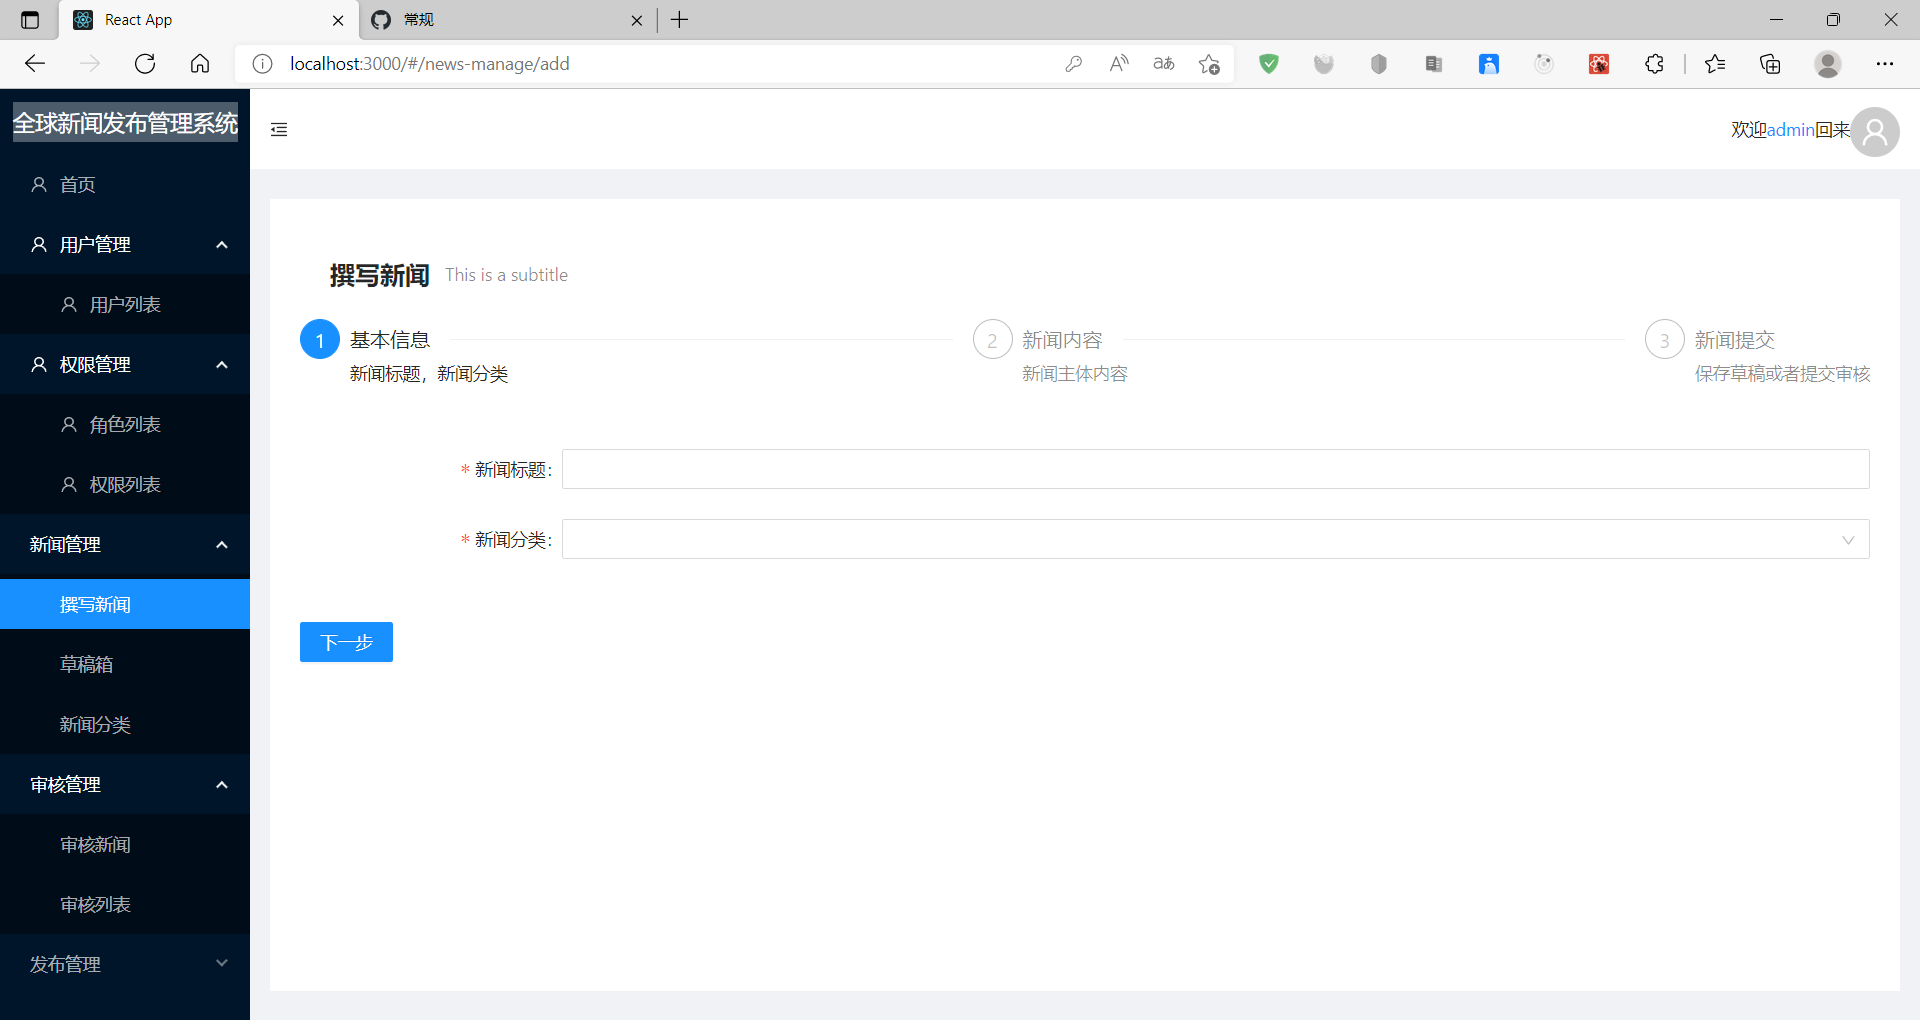 React App
常规
localhost:3000/#/news-manage/add
全球新闻发布管理系统
首页
用户管理
用户列表
权限管理
角色列表
权限列表
新闻管理
撰写新闻
草稿箱
新闻分类
审核管理
审核新闻
审核列表
发布管理
欢迎admin回来
撰写新闻 This is a subtitle
1 基本信息
新闻标题，新闻分类
2 新闻内容
新闻主体内容
3 新闻提交
保存草稿或者提交审核
* 新闻标题:
* 新闻分类:
下一步